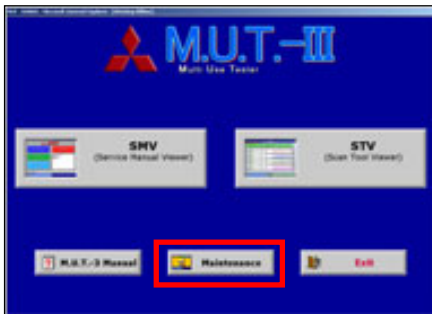 M.U.T.-III
Multi Use Tester
SMV
(Service Manual Viewer)
STV
(Scan Tool Viewer)
M.U.T.-3 Manual
Maintenance
Exit